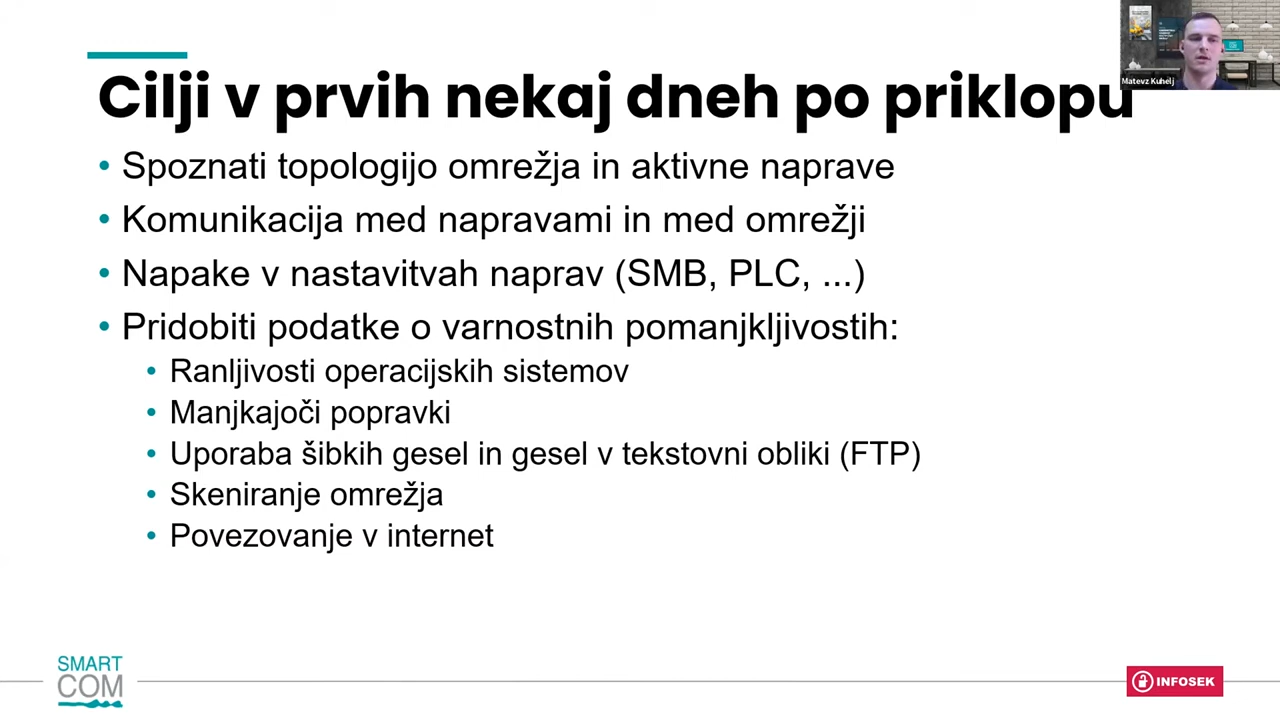 Cilji v prvih nekaj dneh po priklopu
Matevz Kuhelj
• Spoznati topologijo omrežja in aktivne naprave
• Komunikacija med napravami in med omrežji
• Napake v nastavitvah naprav (SMB, PLC, ...)
• Pridobiti podatke o varnostnih pomanjkljivostih:
• Ranljivosti operacijskih sistemov
• Manjkajoči popravki
• Uporaba šibkih gesel in gesel v tekstovni obliki (FTP)
• Skeniranje omrežja
• Povezovanje v internet
SMART
COM
INFOSEK